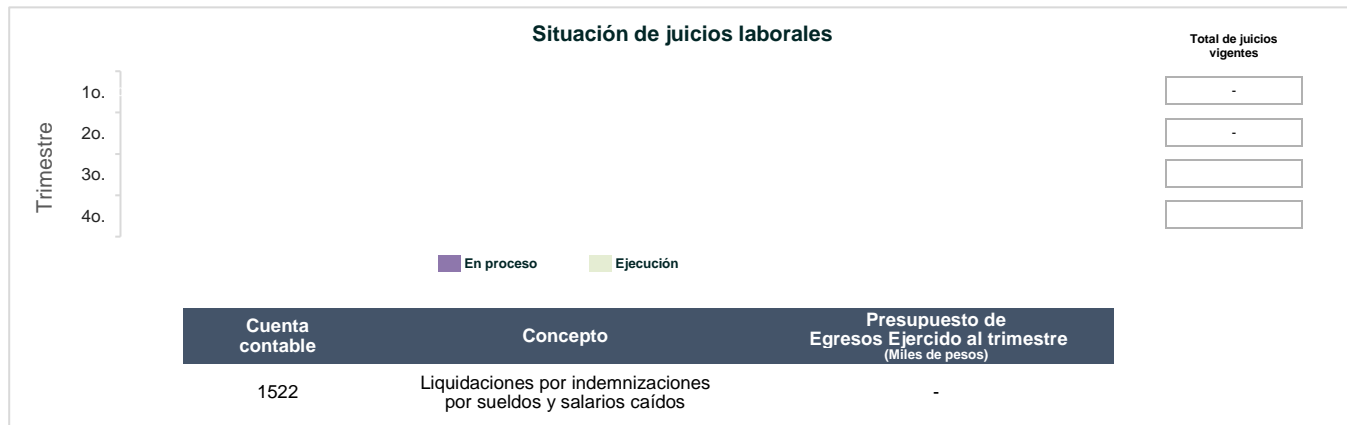 Situación de juicios laborales
Total de juicios
vigentes
Trimestre
1o.
-
2o.
-
3o.
4o.
En proceso
Ejecución
Cuenta
contable
Concepto
Presupuesto de
Egresos Ejercido al trimestre
(Miles de pesos)
1522
Liquidaciones por indemnizaciones
por sueldos y salarios caídos
-